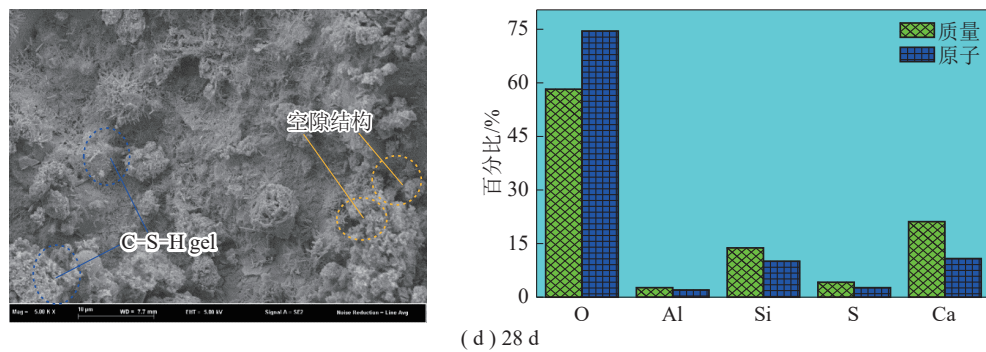 空隙结构
C-S-H gel
Mag = 5.00 K X
10 μm
WD = 7.7 mm
EHT = 5.00 kV
Signal A = SE2
Noise Reduction = Line Avg
75
60
45
30
15
0
百分比/%
质量
原子
O Al Si S Ca
( d ) 28 d